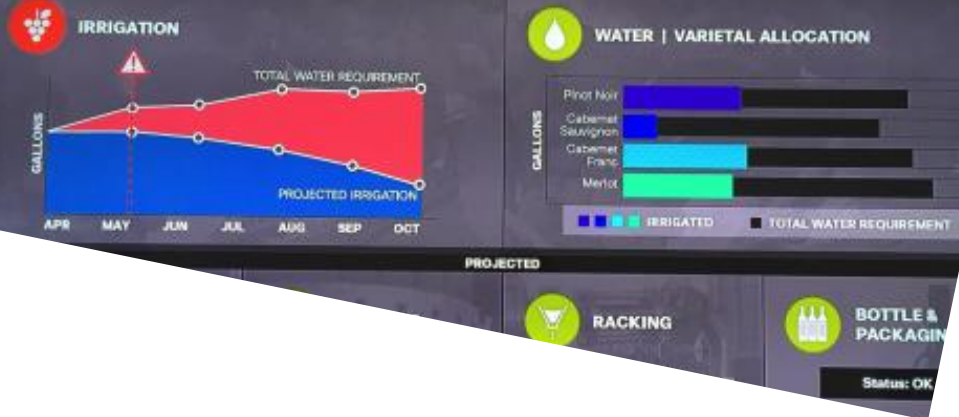 IRRIGATION
TOTAL WATER REQUIREMENT
GALLONS
PROJECTED IRRIGATION
APR MAY JUN JUL AUG SEP OCT
WATER | VARIETAL ALLOCATION
GALLONS
Pinot Noir
Cabernet
Sauvignon
Cabernet
Franc
Merlot
IRRIGATED
TOTAL WATER REQUIREMENT
PROJECTED
RACKING
BOTTLE &
PACKAGIN
Status: OK